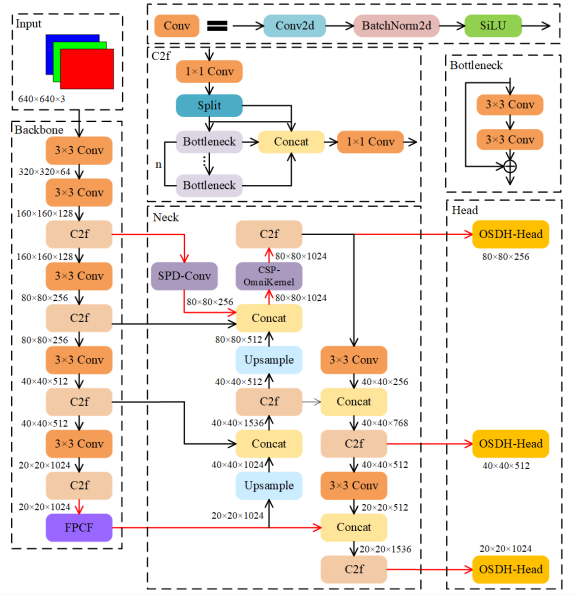 Conv
Conv2d
BatchNorm2d
SiLU
Input
640×640×3
C2f
1×1 Conv
Split
Bottleneck
Concat
1×1 Conv
n
Bottleneck
Bottleneck
3×3 Conv
3×3 Conv
Backbone
3×3 Conv
320×320×64
3×3 Conv
160×160×128
C2f
160×160×128
3×3 Conv
80×80×256
C2f
80×80×256
3×3 Conv
40×40×512
C2f
40×40×512
3×3 Conv
20×20×1024
C2f
20×20×1024
FPCF
Neck
C2f
80×80×1024
SPD-Conv
CSP-
OmniKernel
80×80×256
80×80×1024
Concat
80×80×512
Upsample
3×3 Conv
40×40×512
40×40×256
C2f
Concat
40×40×1536
40×40×768
Concat
C2f
40×40×1024
40×40×512
Upsample
3×3 Conv
20×20×1024
20×20×512
Concat
20×20×1536
C2f
Head
OSDH-Head
80×80×256
OSDH-Head
40×40×512
20×20×1024
OSDH-Head